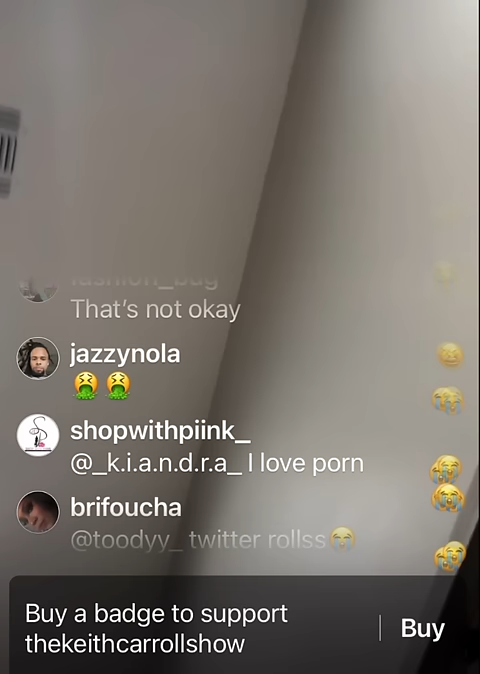 fashion_bug
That's not okay
jazzynola
🤮 🤮
shopwithpiink_
@_k.i.a.n.d.r.a_ I love porn
brifoucha
@toodyy_ twitter rollss😭
Buy a badge to support
thekeithcarrollshow
Buy